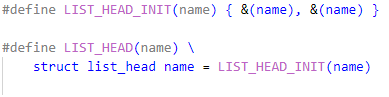 #define LIST_HEAD_INIT(name) { &(name), &(name) }
#define LIST_HEAD(name) \
struct list_head name = LIST_HEAD_INIT(name)